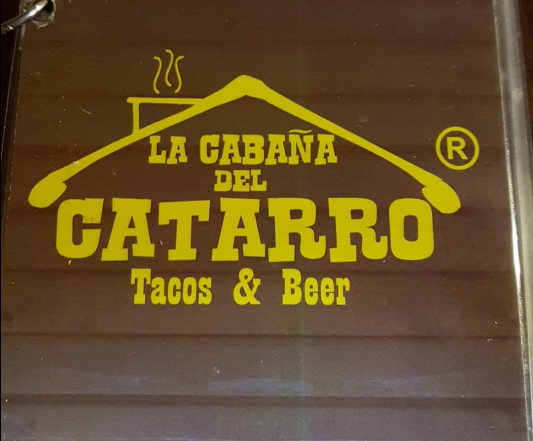 LA CABAÑA
DEL
CATARRO
®
Tacos & Beer